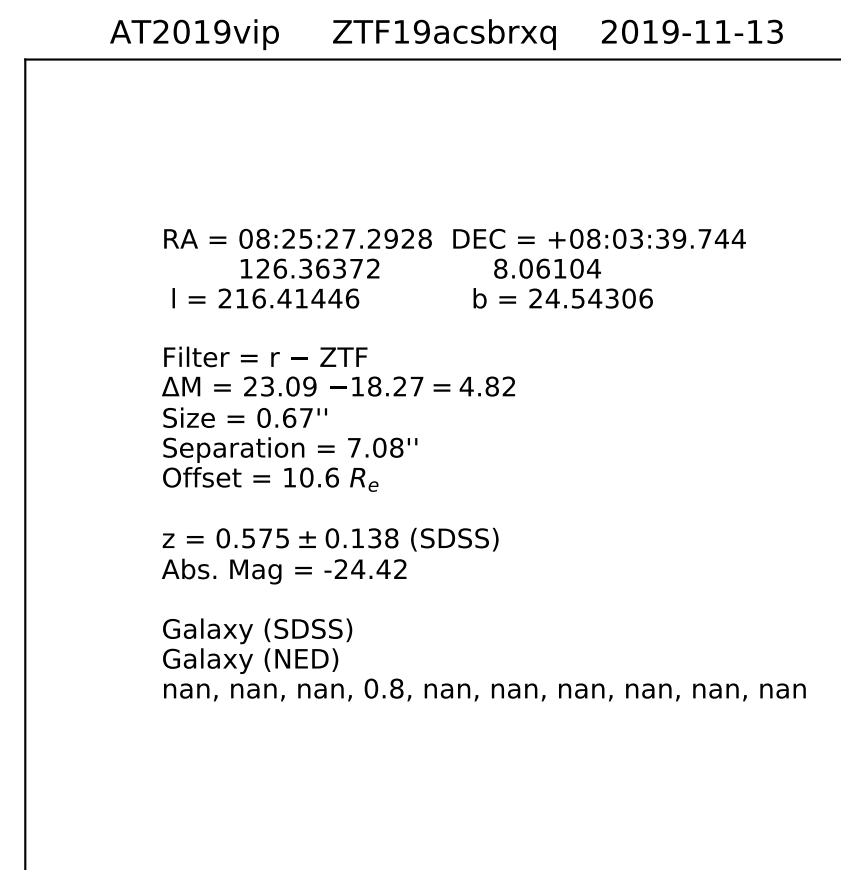 AT2019vip ZTF19acsbrxq 2019-11-13
RA = 08:25:27.2928 DEC = +08:03:39.744
126.36372 8.06104
l = 216.41446 b = 24.54306
Filter = r − ZTF
ΔM = 23.09 −18.27 = 4.82
Size = 0.67''
Separation = 7.08''
Offset = 10.6 Rₑ
z = 0.575 ± 0.138 (SDSS)
Abs. Mag = -24.42
Galaxy (SDSS)
Galaxy (NED)
nan, nan, nan, 0.8, nan, nan, nan, nan, nan, nan